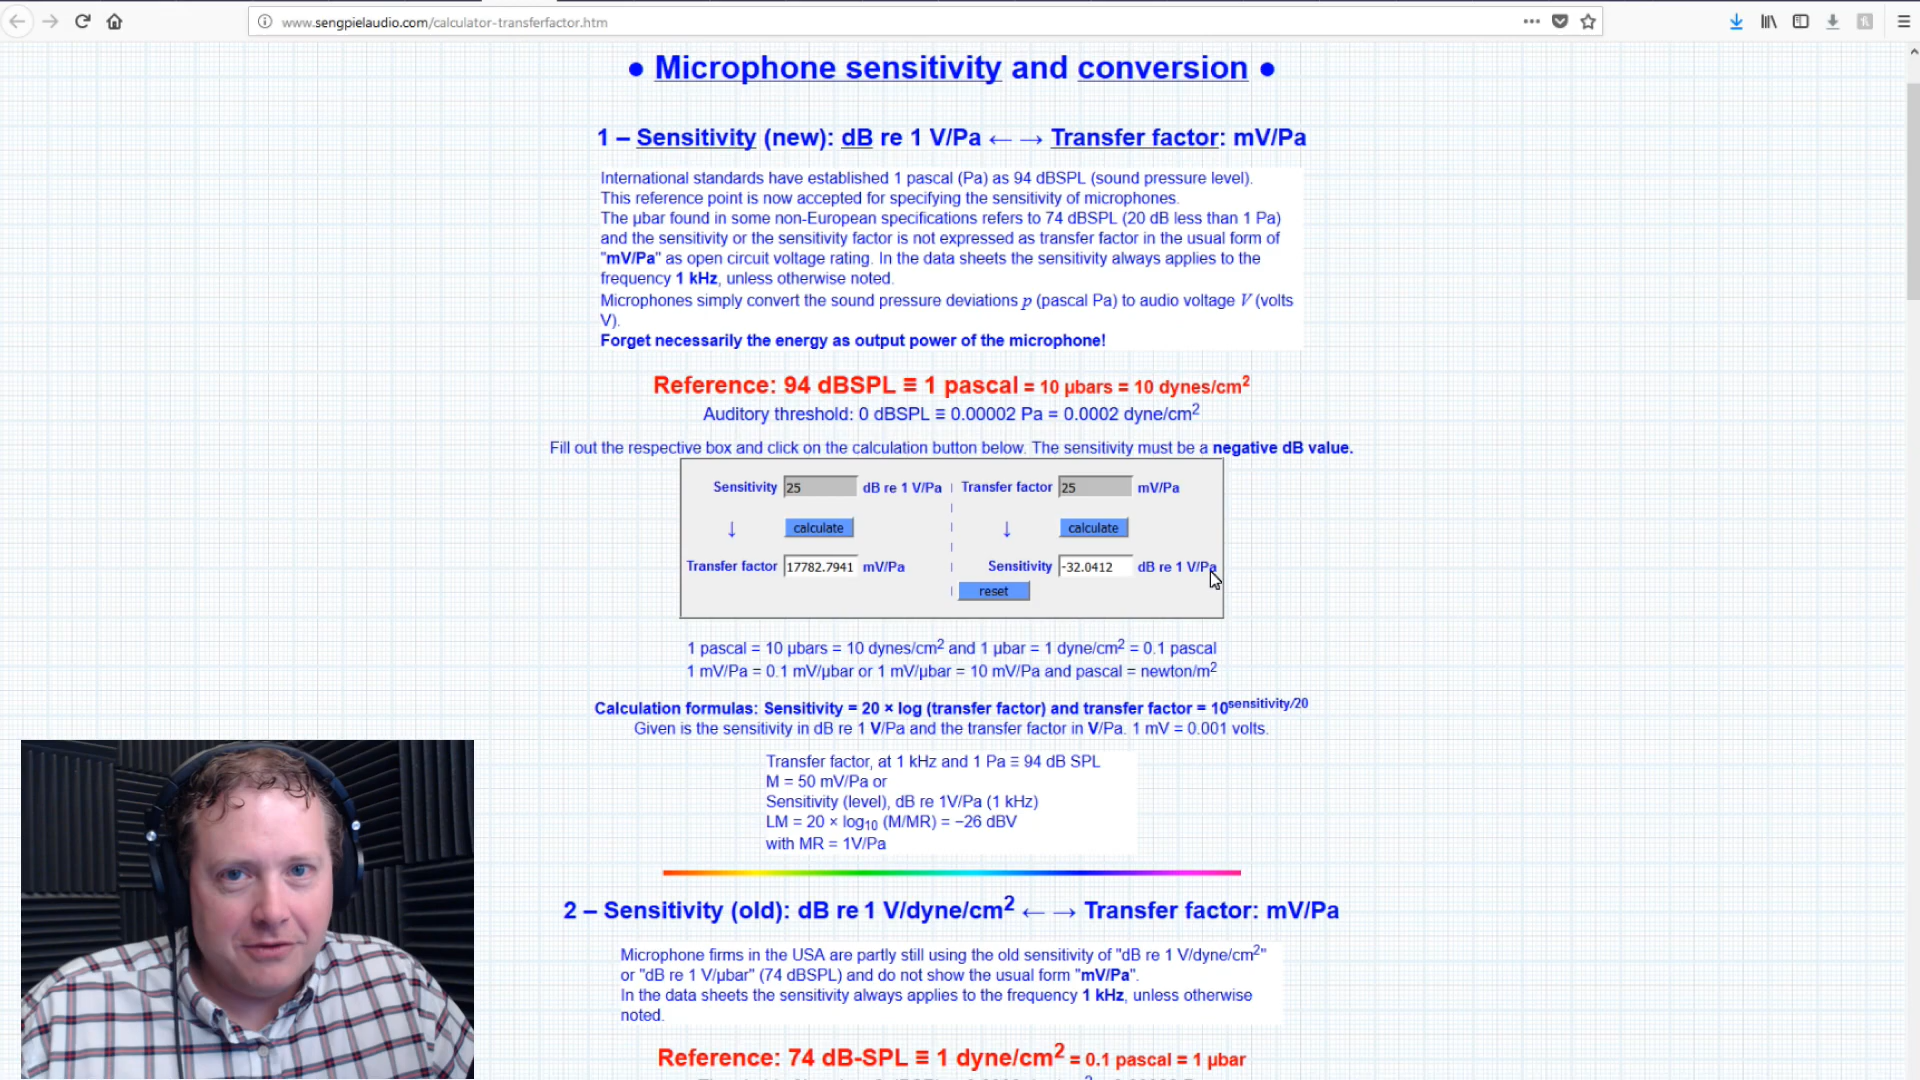 www.sengpielaudio.com/calculator-transferfactor.htm
● Microphone sensitivity and conversion ●
1 – Sensitivity (new): dB re 1 V/Pa ←→ Transfer factor: mV/Pa
International standards have established 1 pascal (Pa) as 94 dBSPL (sound pressure level).
This reference point is now accepted for specifying the sensitivity of microphones.
The µbar found in some non-European specifications refers to 74 dBSPL (20 dB less than 1 Pa)
and the sensitivity or the sensitivity factor is not expressed as transfer factor in the usual form of
"mV/Pa" as open circuit voltage rating. In the data sheets the sensitivity always applies to the
frequency 1 kHz, unless otherwise noted.
Microphones simply convert the sound pressure deviations p (pascal Pa) to audio voltage V (volts
V).
Forget necessarily the energy as output power of the microphone!
Reference: 94 dBSPL ≡ 1 pascal = 10 µbars = 10 dynes/cm²
Auditory threshold: 0 dBSPL ≡ 0.00002 Pa = 0.0002 dyne/cm²
Fill out the respective box and click on the calculation button below. The sensitivity must be a negative dB value.
Sensitivity 25 dB re 1 V/Pa | Transfer factor 25 mV/Pa
↓ calculate ↓ calculate
Transfer factor 17782.7941 mV/Pa Sensitivity -32.0412 dB re 1 V/Pa
reset
1 pascal = 10 µbars = 10 dynes/cm² and 1 µbar = 1 dyne/cm² = 0.1 pascal
1 mV/Pa = 0.1 mV/µbar or 1 mV/µbar = 10 mV/Pa and pascal = newton/m²
Calculation formulas: Sensitivity = 20 × log (transfer factor) and transfer factor = 10^sensitivity/20
Given is the sensitivity in dB re 1 V/Pa and the transfer factor in V/Pa. 1 mV = 0.001 volts.
Transfer factor, at 1 kHz and 1 Pa ≡ 94 dB SPL
M = 50 mV/Pa or
Sensitivity (level), dB re 1V/Pa (1 kHz)
LM = 20 × log₁₀ (M/MR) = −26 dBV
with MR = 1V/Pa
2 – Sensitivity (old): dB re 1 V/dyne/cm² ←→ Transfer factor: mV/Pa
Microphone firms in the USA are partly still using the old sensitivity of "dB re 1 V/dyne/cm²"
or "dB re 1 V/µbar" (74 dBSPL) and do not show the usual form "mV/Pa".
In the data sheets the sensitivity always applies to the frequency 1 kHz, unless otherwise
noted.
Reference: 74 dB-SPL ≡ 1 dyne/cm² = 0.1 pascal = 1 µbar